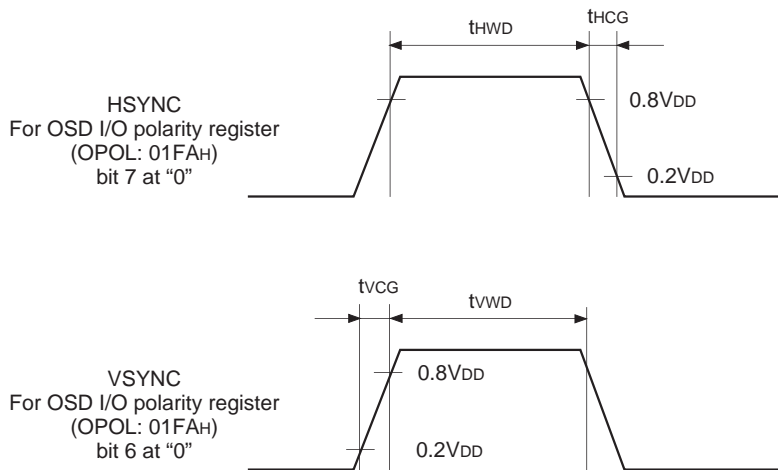 tHWD
tHCG
HSYNC
For OSD I/O polarity register
(OPOL: 01FAH)
bit 7 at “0”
0.8VDD
0.2VDD
tVCG
tVWD
VSYNC
For OSD I/O polarity register
(OPOL: 01FAH)
bit 6 at “0”
0.8VDD
0.2VDD